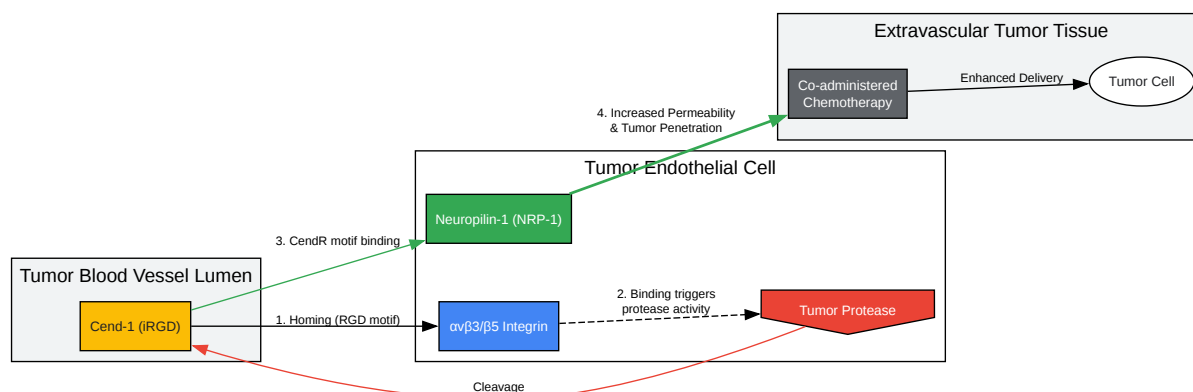 Extravascular Tumor Tissue
Co-administered
Chemotherapy
Enhanced Delivery
Tumor Cell
4. Increased Permeability
& Tumor Penetration
Tumor Endothelial Cell
Neuropilin-1 (NRP-1)
3. CendR motif binding
Tumor Blood Vessel Lumen
Cend-1 (iRGD)
1. Homing (RGD motif)
αvβ3/β5 Integrin
2. Binding triggers
protease activity
Tumor Protease
Cleavage